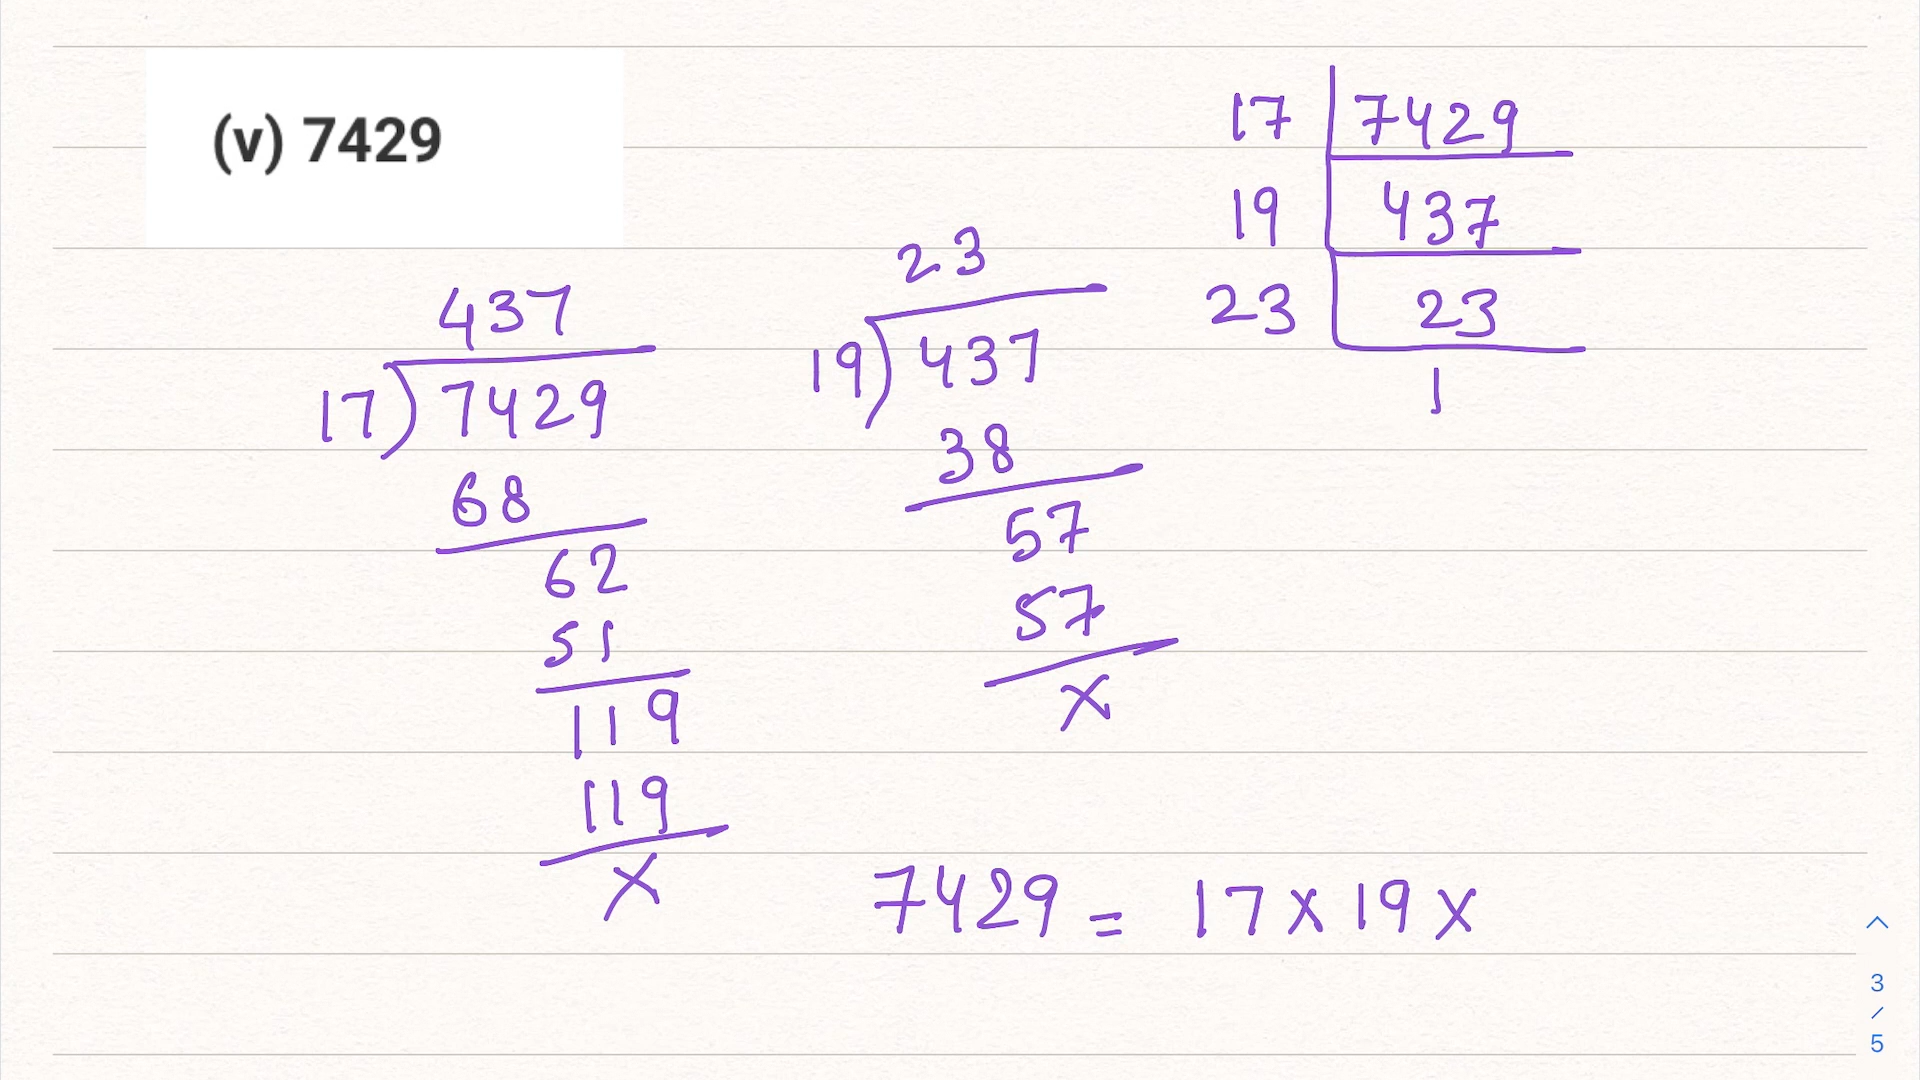 (v) 7429
437
17) 7429
68
62
51
119
119
x
23
19) 437
38
57
57
x
17 | 7429
19 | 437
23 | 23
1
7429 = 17 x 19 x
3
/
5